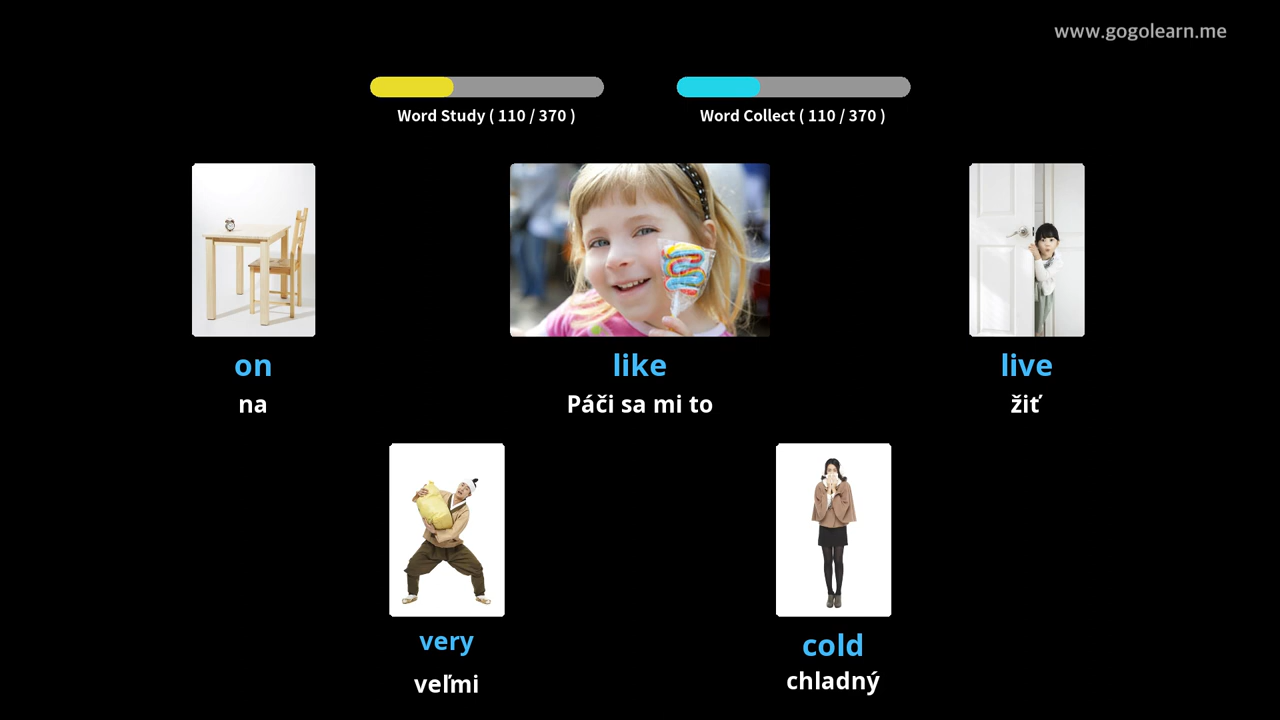 www.gogolearn.me
Word Study ( 110 / 370 )
Word Collect ( 110 / 370 )
on
like
live
na
Páči sa mi to
žiť
very
cold
veľmi
chladný